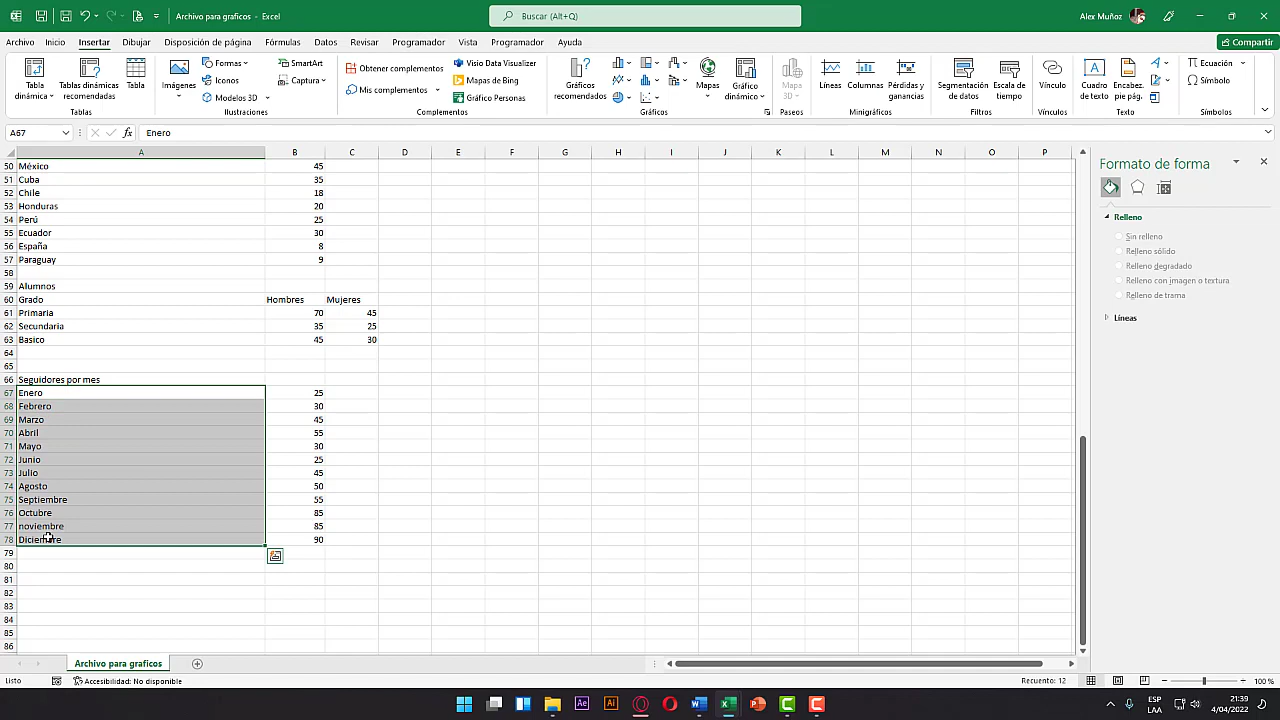 Archivo para graficos - Excel
Buscar (Alt+Q)
Alex Muñoz
Archivo Inicio Insertar Dibujar Disposición de página Fórmulas Datos Revisar Programador Vista Programador Ayuda
Compartir
Tabla dinámica
Tablas dinámicas recomendadas
Tabla
Tablas
Imágenes
Formas
Iconos
Modelos 3D
SmartArt
Captura
Ilustraciones
Obtener complementos
Mis complementos
Visio Data Visualizer
Mapas de Bing
Gráfico Personas
Complementos
Gráficos recomendados
Mapas
Gráfico dinámico
Gráficos
Mapa 3D
Paseos
Líneas
Columnas
Pérdidas y ganancias
Minigráficos
Segmentación de datos
Escala de tiempo
Filtros
Vínculo
Vínculos
Cuadro de texto
Encabez. pie pág.
Texto
Ecuación
Símbolo
Símbolos
A67 fx Enero
A B C D E F G H I J K L M N O P
50 México 45
51 Cuba 35
52 Chile 18
53 Honduras 20
54 Perú 25
55 Ecuador 30
56 España 8
57 Paraguay 9
58
59 Alumnos
60 Grado Hombres Mujeres
61 Primaria 70 45
62 Secundaria 35 25
63 Basico 45 30
64
65
66 Seguidores por mes
67 Enero 25
68 Febrero 30
69 Marzo 45
70 Abril 55
71 Mayo 30
72 Junio 25
73 Julio 45
74 Agosto 50
75 Septiembre 55
76 Octubre 85
77 noviembre 85
78 Diciembre 90
79
80
81
82
83
84
85
86
Formato de forma
Relleno
Sin relleno
Relleno sólido
Relleno degradado
Relleno con imagen o textura
Relleno de trama
Líneas
Archivo para graficos
Listo
Accesibilidad: No disponible
Recuento: 12
100 %
ESP
LAA
21:39
4/04/2022